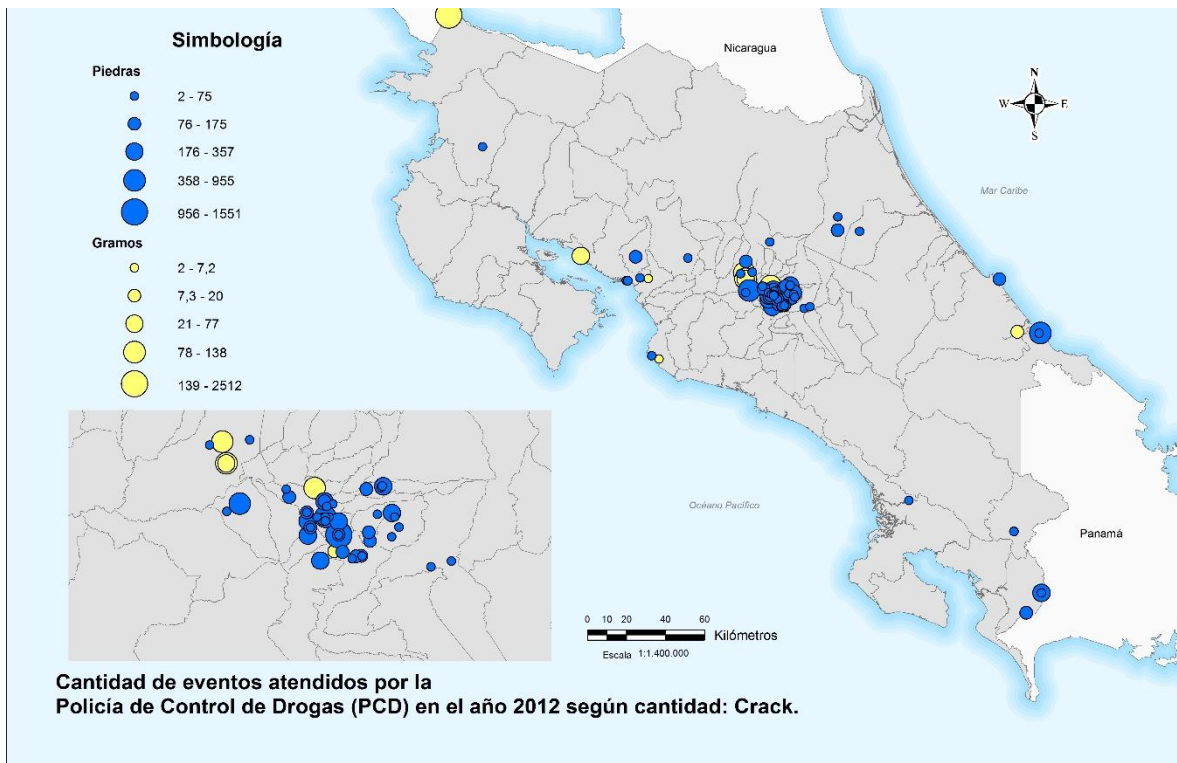 Simbología
Piedras
2 - 75
76 - 175
176 - 357
358 - 955
956 - 1551
Gramos
2 - 7,2
7,3 - 20
21 - 77
78 - 138
139 - 2512
Nicaragua
N
W E
S
Mar Caribe
Océano Pacífico
Panamá
0 10 20 40 60
Kilómetros
Escala 1:1.400.000
Cantidad de eventos atendidos por la
Policía de Control de Drogas (PCD) en el año 2012 según cantidad: Crack.